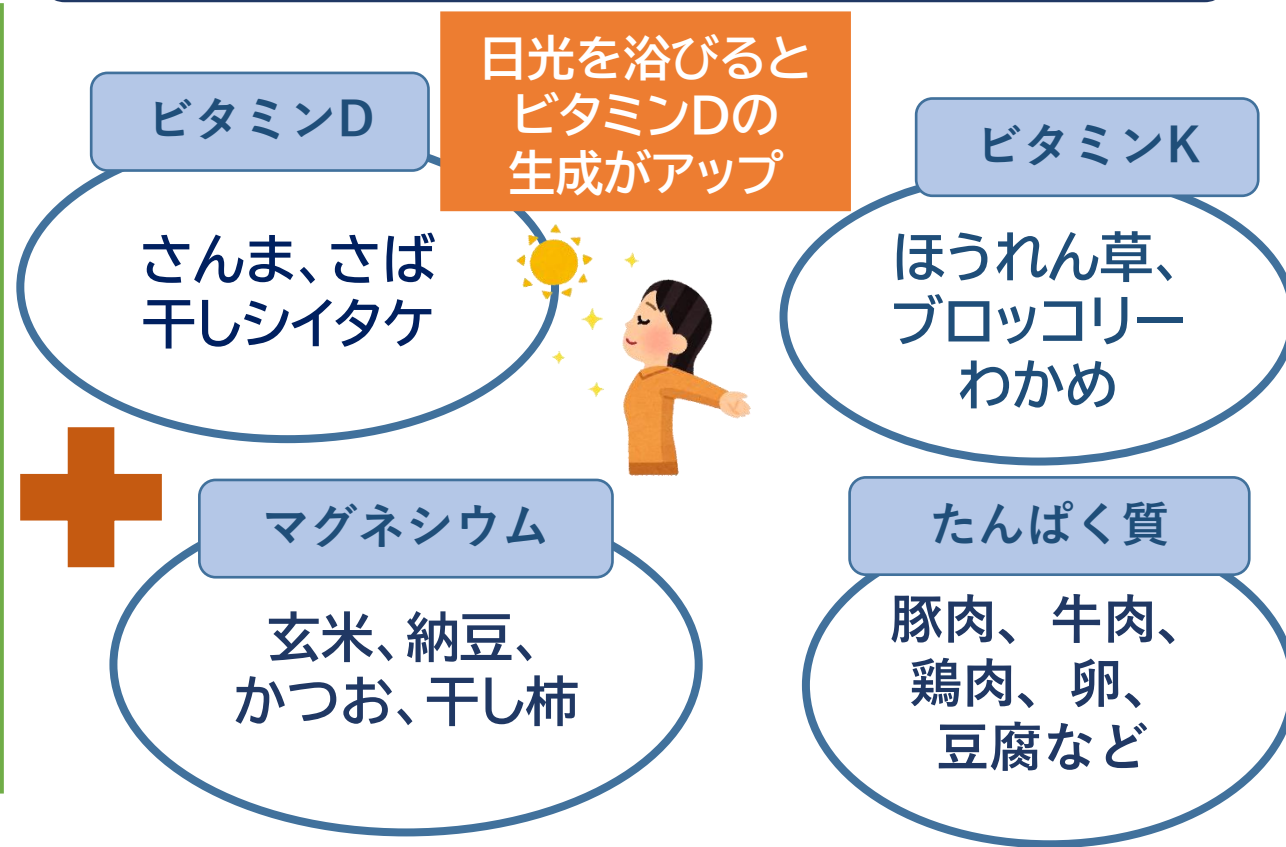 日光を浴びると
ビタミンDの
生成がアップ
ビタミンD
さんま、さば
干しシイタケ
ビタミンK
ほうれん草、
ブロッコリー
わかめ
マグネシウム
玄米、納豆、
かつお、干し柿
たんぱく質
豚肉、牛肉、
鶏肉、卵、
豆腐など